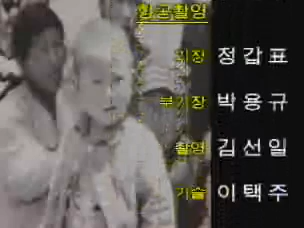 항공촬영
기장 정갑표
부기장 박용규
촬영 김선일
기술 이택주